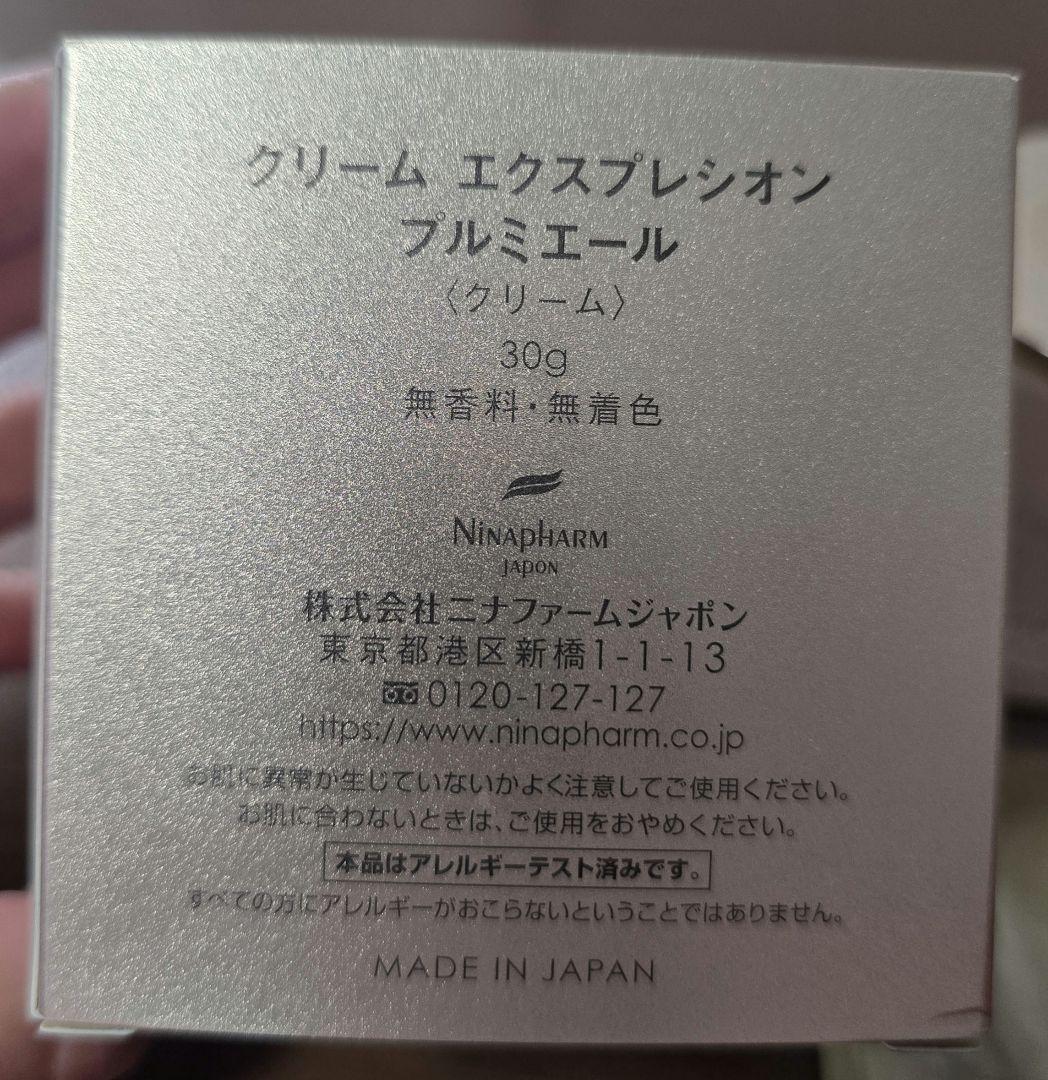 クリーム エクスプレシオン
プルミエール
〈クリーム〉
30g
無香料・無着色
NINAPHARM
JAPON
株式会社ニナファームジャポン
東京都港区新橋1-1-13
0120-127-127
https://www.ninapharm.co.jp
お肌に異常が生じていないかよく注意してご使用ください。
お肌に合わないときは、ご使用をおやめください。
本品はアレルギーテスト済みです。
すべての方にアレルギーがおこらないということではありません。
MADE IN JAPAN